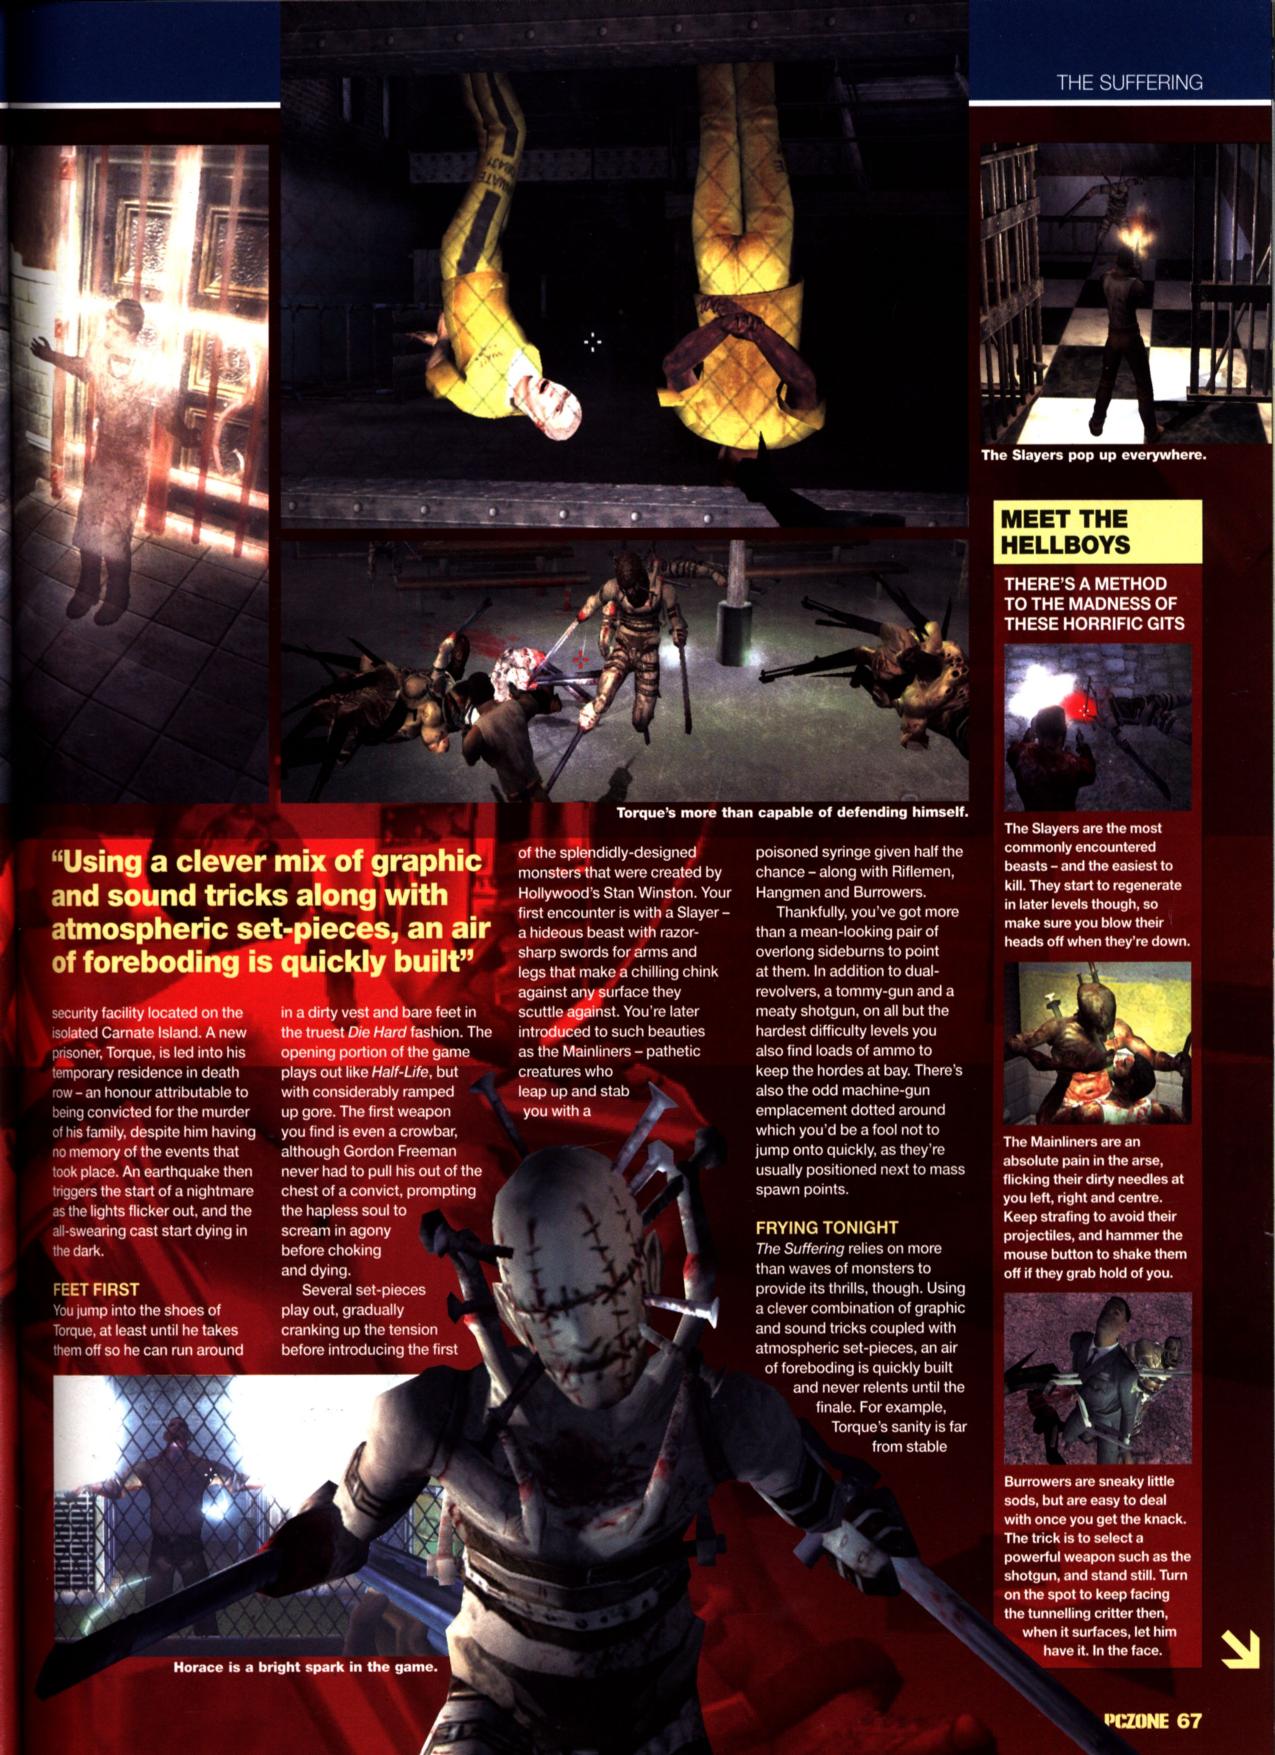 THE SUFFERING
The Slayers pop up everywhere.
Torque's more than capable of defending himself.
“Using a clever mix of graphic
and sound tricks along with
atmospheric set-pieces, an air
of foreboding is quickly built”
security facility located on the
isolated Carnate Island. A new
prisoner, Torque, is led into his
temporary residence in death
row – an honour attributable to
being convicted for the murder
of his family, despite him having
no memory of the events that
took place. An earthquake then
triggers the start of a nightmare
as the lights flicker out, and the
all-swearing cast start dying in
the dark.
FEET FIRST
You jump into the shoes of
Torque, at least until he takes
them off so he can run around
in a dirty vest and bare feet in
the truest Die Hard fashion. The
opening portion of the game
plays out like Half-Life, but
with considerably ramped
up gore. The first weapon
you find is even a crowbar,
although Gordon Freeman
never had to pull his out of the
chest of a convict, prompting
the hapless soul to
scream in agony
before choking
and dying.
Several set-pieces
play out, gradually
cranking up the tension
before introducing the first
of the splendidly-designed
monsters that were created by
Hollywood's Stan Winston. Your
first encounter is with a Slayer –
a hideous beast with razor-
sharp swords for arms and
legs that make a chilling chink
against any surface they
scuttle against. You're later
introduced to such beauties
as the Mainliners – pathetic
creatures who
leap up and stab
you with a
poisoned syringe given half the
chance – along with Riflemen,
Hangmen and Burrowers.
Thankfully, you've got more
than a mean-looking pair of
overlong sideburns to point
at them. In addition to dual-
revolvers, a tommy-gun and a
meaty shotgun, on all but the
hardest difficulty levels you
also find loads of ammo to
keep the hordes at bay. There's
also the odd machine-gun
emplacement dotted around
which you'd be a fool not to
jump onto quickly, as they're
usually positioned next to mass
spawn points.
FRYING TONIGHT
The Suffering relies on more
than waves of monsters to
provide its thrills, though. Using
a clever combination of graphic
and sound tricks coupled with
atmospheric set-pieces, an air
of foreboding is quickly built
and never relents until the
finale. For example,
Torque's sanity is far
from stable
Horace is a bright spark in the game.
MEET THE
HELLBOYS
THERE'S A METHOD
TO THE MADNESS OF
THESE HORRIFIC GITS
The Slayers are the most
commonly encountered
beasts – and the easiest to
kill. They start to regenerate
in later levels though, so
make sure you blow their
heads off when they're down.
The Mainliners are an
absolute pain in the arse,
flicking their dirty needles at
you left, right and centre.
Keep strafing to avoid their
projectiles, and hammer the
mouse button to shake them
off if they grab hold of you.
Burrowers are sneaky little
sods, but are easy to deal
with once you get the knack.
The trick is to select a
powerful weapon such as the
shotgun, and stand still. Turn
on the spot to keep facing
the tunnelling critter then,
when it surfaces, let him
have it. In the face.
PCZONE 67